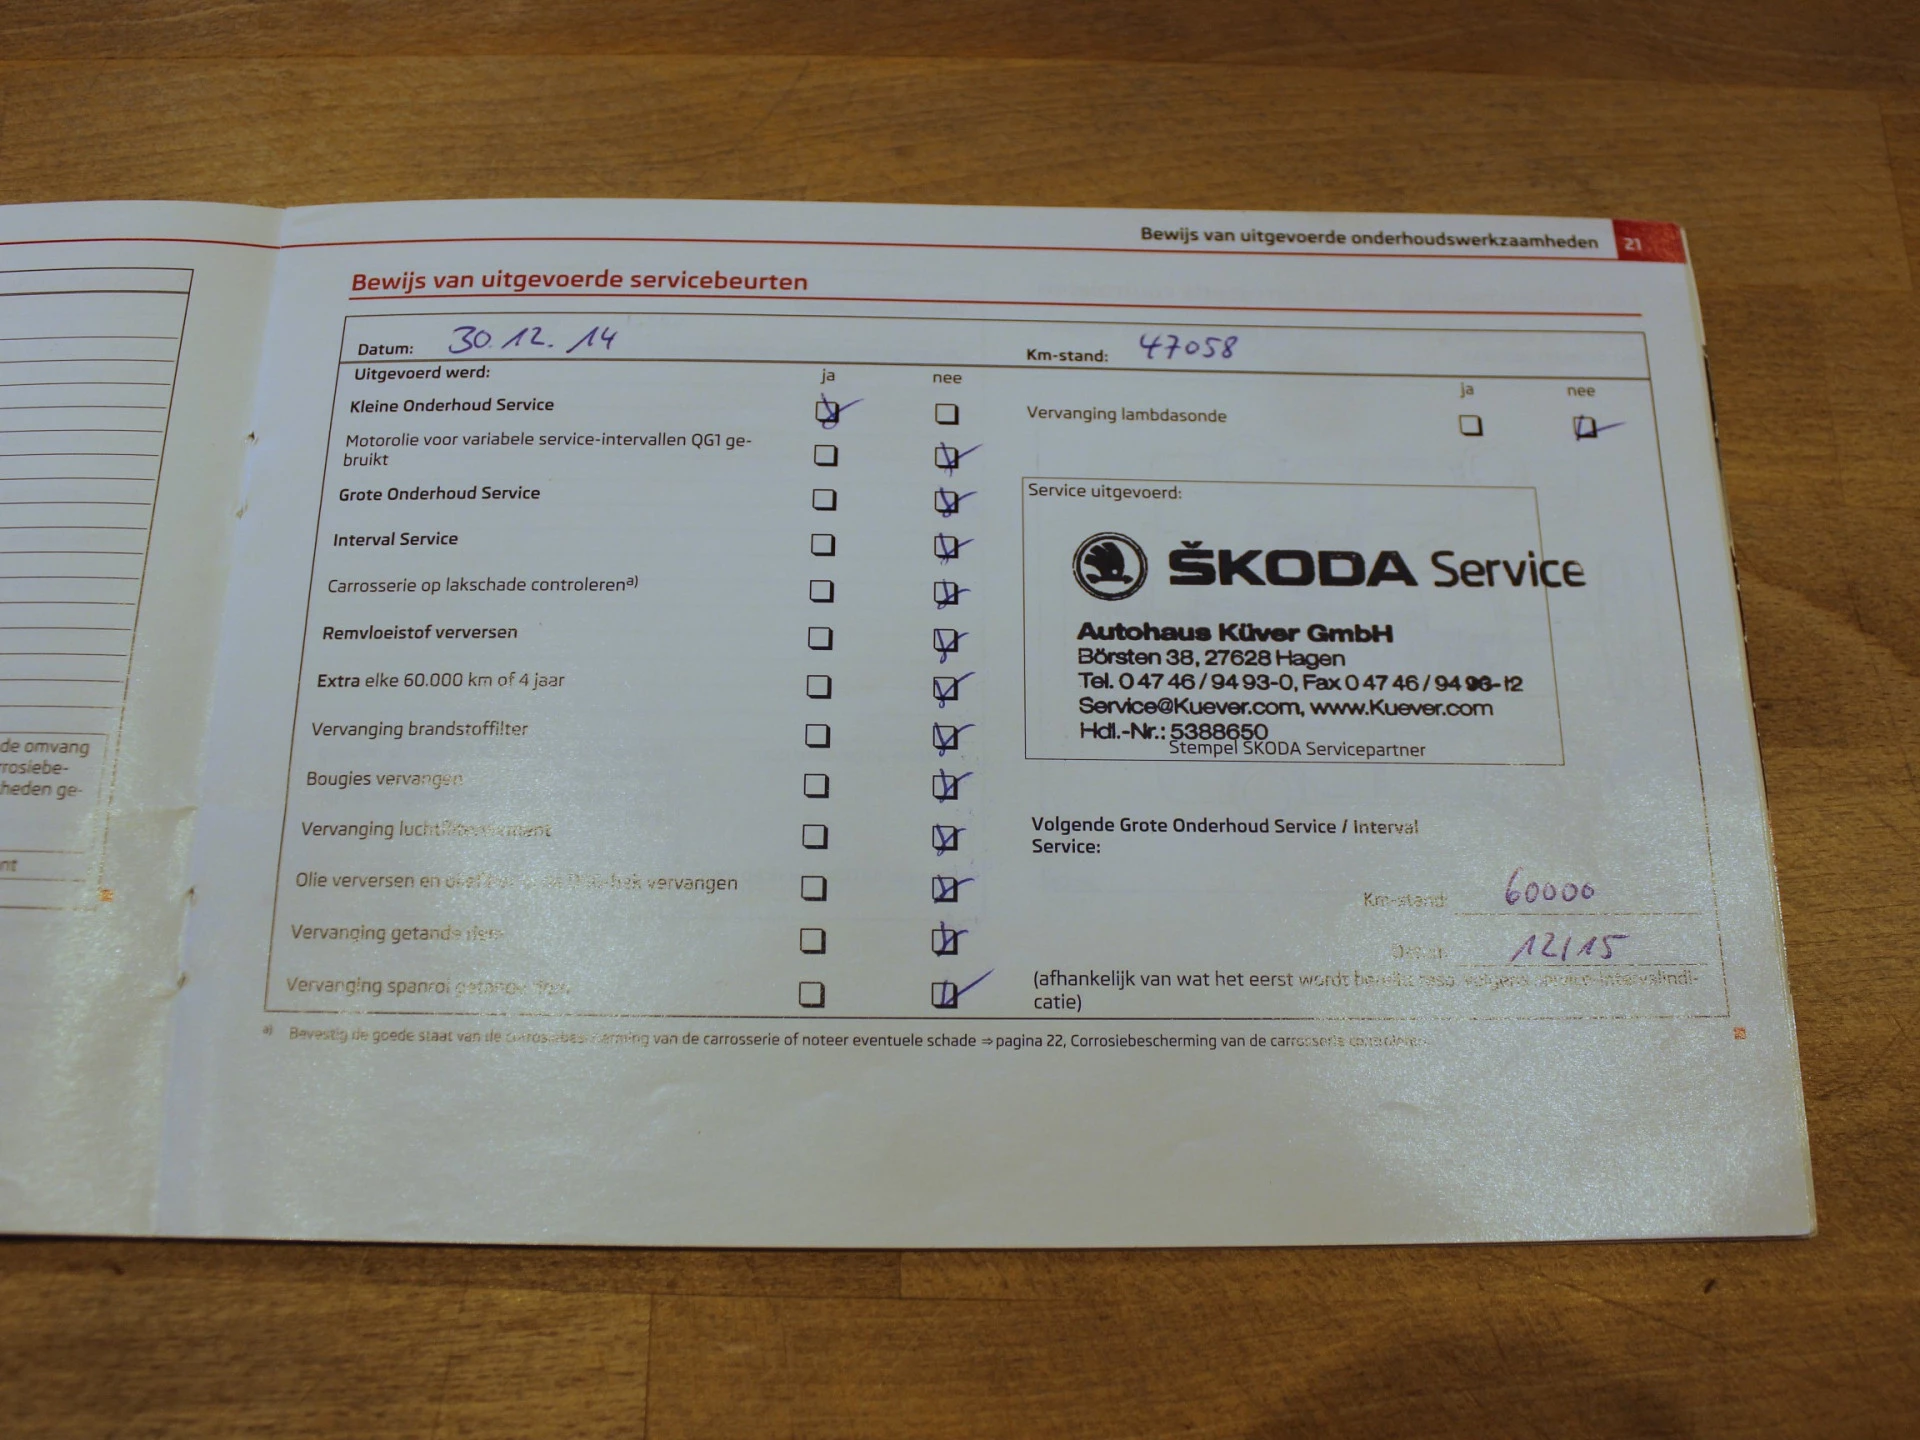 Bewijs van uitgevoerde onderhoudswerkzaamheden 21
Bewijs van uitgevoerde servicebeurten
Datum: 30.12.14
Km-stand: 47058
Uitgevoerd werd: ja nee
Kleine Onderhoud Service
Motorolie voor variabele service-intervallen QG1 ge-
bruikt
Grote Onderhoud Service
Interval Service
Carrosserie op lakschade controleren a)
Remvloeistof verversen
Extra elke 60.000 km of 4 jaar
Vervanging brandstoffilter
Bougies vervangen
Vervanging
Olie verversen en vervangen
Vervanging getande
Vervanging spanrol
ja nee
Vervanging lambdasonde
Service uitgevoerd:
ŠKODA Service
Autohaus Küver GmbH
Börsten 38, 27628 Hagen
Tel. 0 47 46 / 94 93-0, Fax 0 47 46 / 94
Service@Kuever.com, www.Kuever.com
Hdl.-Nr.: 5388650
Stempel ŠKODA Servicepartner
Volgende Grote Onderhoud Service / Interval
Service:
Km-stand: 60000
12/15
(afhankelijk van wat het eerst wordt
catie)
a) Bevestig de goede staat van de van de carrosserie of noteer eventuele schade ⇒ pagina 22, Corrosiebescherming van de carrosserie
de omvang
rrosiebe-
heden ge-
nt